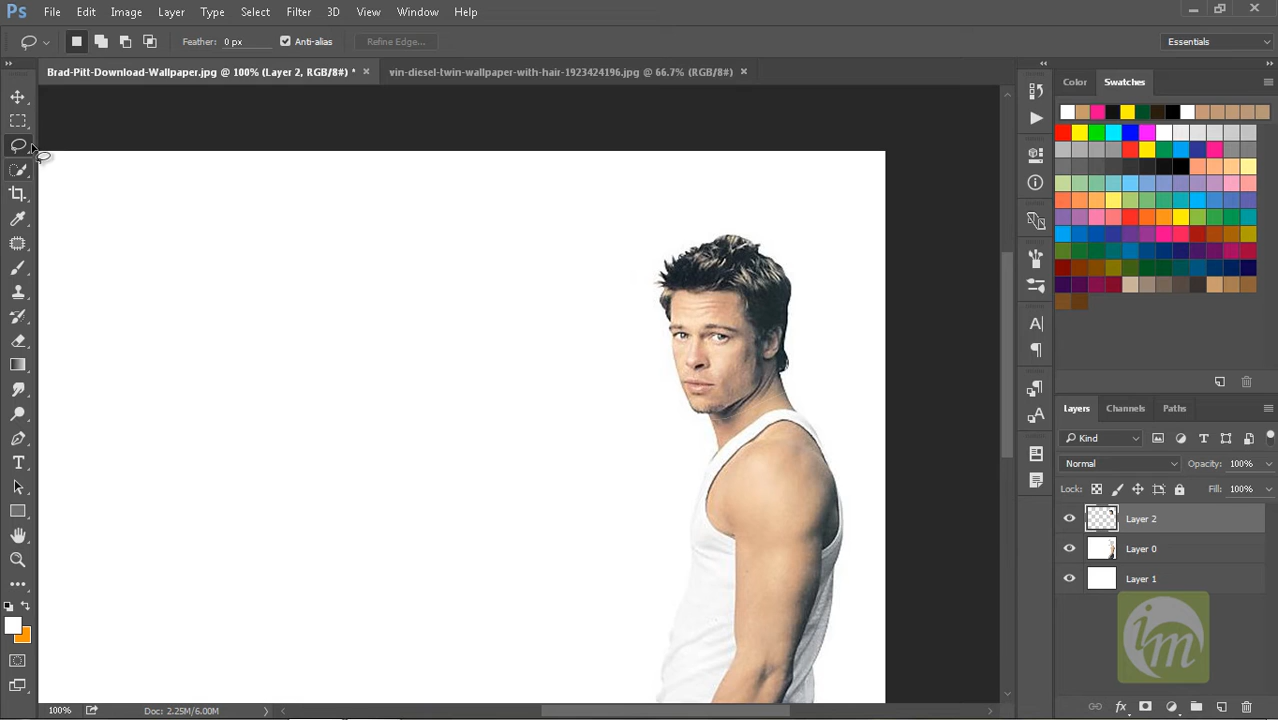 Ps File Edit Image Layer Type Select Filter 3D View Window Help
Feather: 0 px Anti-alias Refine Edge... Essentials
Brad-Pitt-Download-Wallpaper.jpg @ 100% (Layer 2, RGB/8#) * × vin-diesel-twin-wallpaper-with-hair-1923424196.jpg @ 66.7% (RGB/8#) ×
Color Swatches
Layers Channels Paths
Kind
Normal Opacity: 100%
Lock: Fill: 100%
Layer 2
Layer 0
Layer 1
im
100% Doc: 2.25M/6.00M